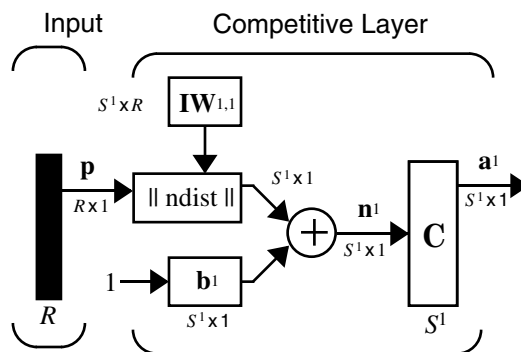 Input
Competitive Layer
S¹ x R
IW¹,¹
p
R x 1
|| ndist ||
S¹ x 1
n¹
S¹ x 1
C
a¹
S¹ x 1
1
b¹
S¹ x 1
R
S¹